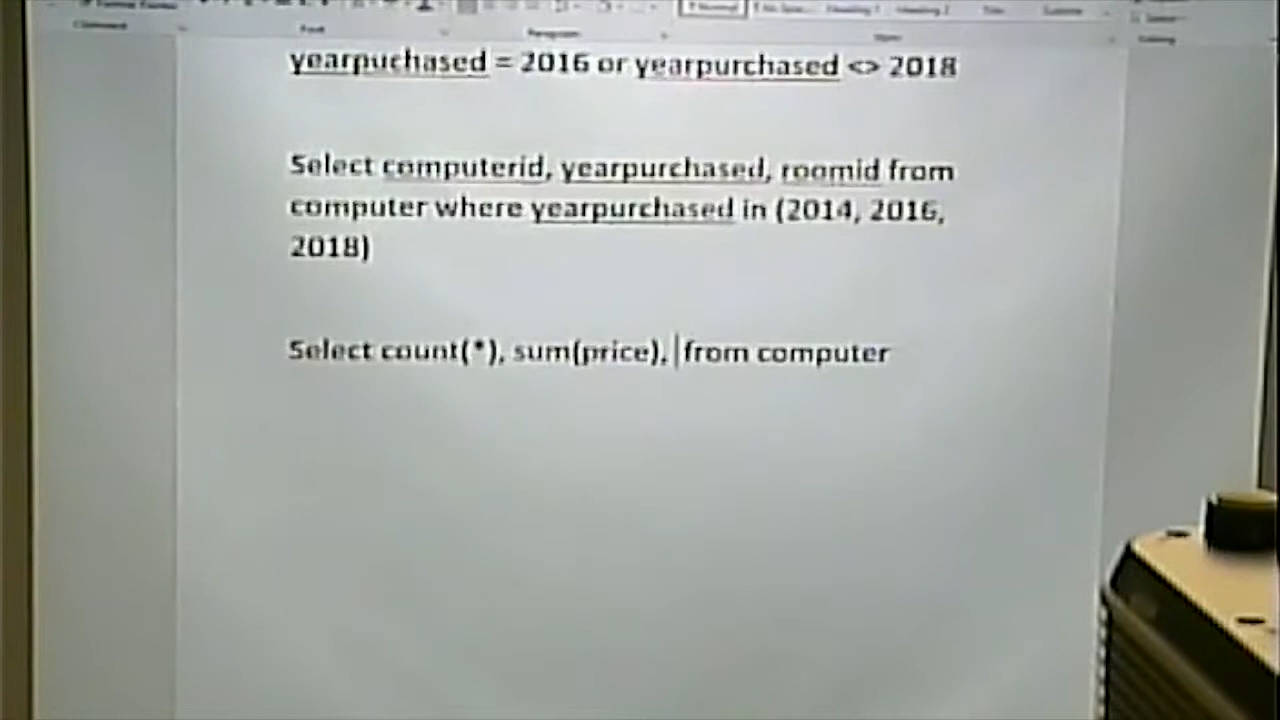 Paragraph
yearpuchased = 2016 or yearpurchased <> 2018
Select computerid, yearpurchased, roomid from
computer where yearpurchased in (2014, 2016,
2018)
Select count(*), sum(price), from computer